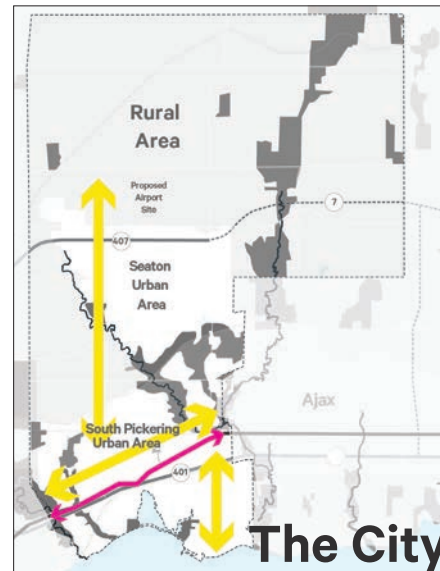 Rural
Area
Proposed
Airport
Site
7
407
Seaton
Urban
Area
Ajax
South Pickering
Urban Area
401
The City